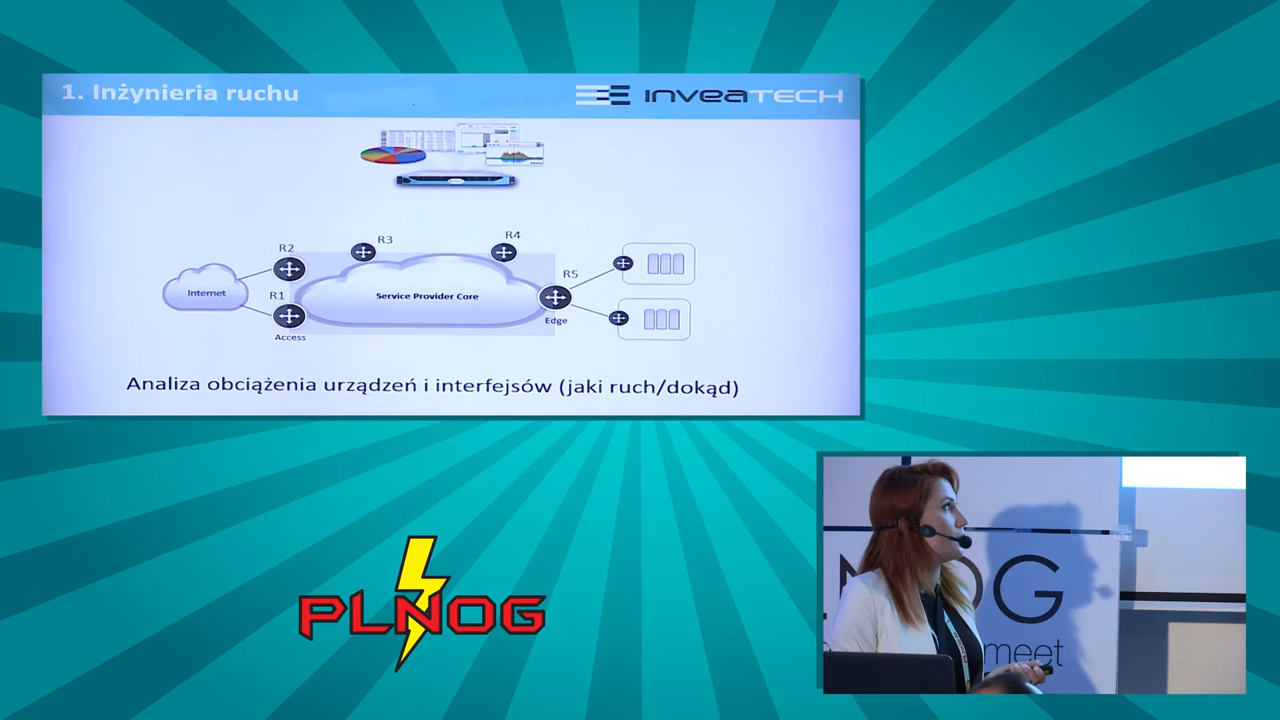 1. Inżynieria ruchu
INVEATECH
R2
R3
R4
Internet
R1
Service Provider Core
R5
Access
Edge
Analiza obciążenia urządzeń i interfejsów (jaki ruch/dokąd)
PLNOG
NOG
meet